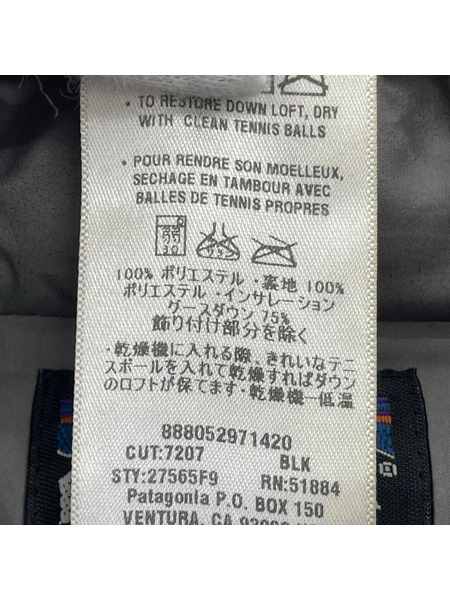 • TO RESTORE DOWN LOFT, DRY
WITH CLEAN TENNIS BALLS
• POUR RENDRE SON MOELLEUX,
SECHAGE EN TAMBOUR AVEC
BALLES DE TENNIS PROPRES
30
100% ポリエステル・裏地 100%
ポリエステル・インサレーション
グースダウン 75%
飾り付け部分を除く
・乾燥機に入れる際、きれいなテニ
スボールを入れて乾燥すればダウン
のロフトが保てます・乾燥機ー低温
888052971420
CUT:7207 BLK
STY:27565F9 RN:51884
Patagonia P.O. BOX 150
VENTURA, CA